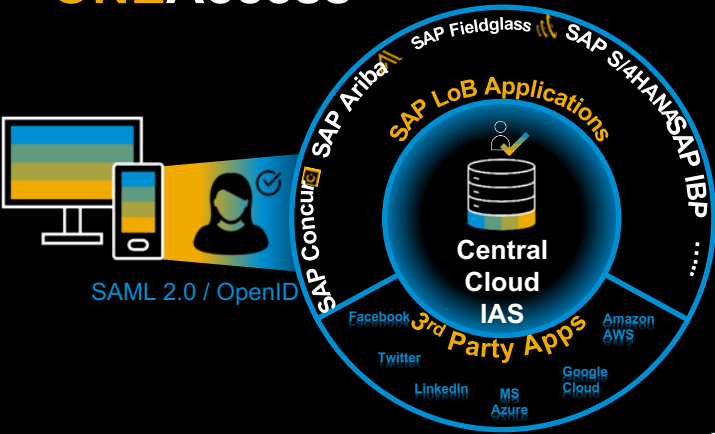 ONEAccess
SAP Fieldglass
SAP S/4HANA
SAP Ariba
SAP LoB Applications
SAP IBP
SAP Concur
.....
Central
Cloud
IAS
SAML 2.0 / OpenID
3rd Party Apps
Facebook
Twitter
LinkedIn
MS
Azure
Google
Cloud
Amazon
AWS